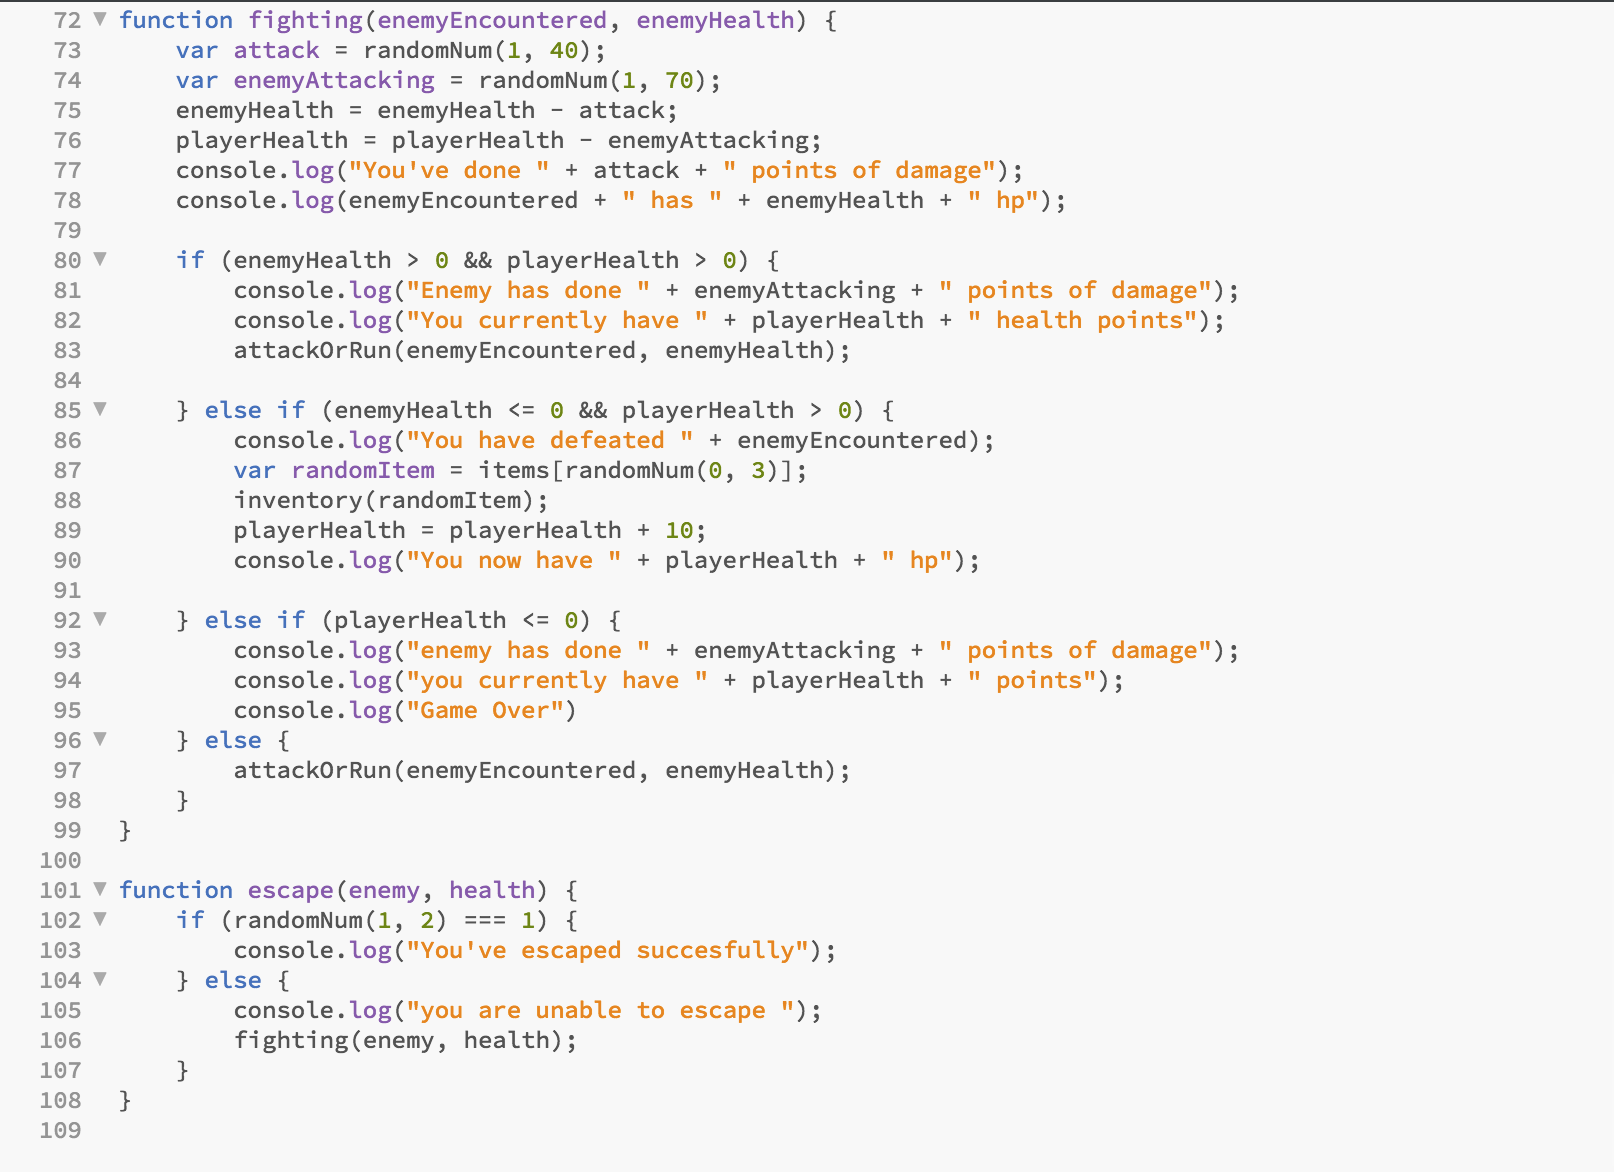 72 ▼ function fighting(enemyEncountered, enemyHealth) {
73     var attack = randomNum(1, 40);
74     var enemyAttacking = randomNum(1, 70);
75     enemyHealth = enemyHealth - attack;
76     playerHealth = playerHealth - enemyAttacking;
77     console.log("You've done " + attack + " points of damage");
78     console.log(enemyEncountered + " has " + enemyHealth + " hp");
79
80 ▼     if (enemyHealth > 0 && playerHealth > 0) {
81         console.log("Enemy has done " + enemyAttacking + " points of damage");
82         console.log("You currently have " + playerHealth + " health points");
83         attackOrRun(enemyEncountered, enemyHealth);
84
85 ▼     } else if (enemyHealth <= 0 && playerHealth > 0) {
86         console.log("You have defeated " + enemyEncountered);
87         var randomItem = items[randomNum(0, 3)];
88         inventory(randomItem);
89         playerHealth = playerHealth + 10;
90         console.log("You now have " + playerHealth + " hp");
91
92 ▼     } else if (playerHealth <= 0) {
93         console.log("enemy has done " + enemyAttacking + " points of damage");
94         console.log("you currently have " + playerHealth + " points");
95         console.log("Game Over")
96 ▼     } else {
97         attackOrRun(enemyEncountered, enemyHealth);
98     }
99 }
100
101 ▼ function escape(enemy, health) {
102 ▼     if (randomNum(1, 2) === 1) {
103         console.log("You've escaped succesfully");
104 ▼     } else {
105         console.log("you are unable to escape ");
106         fighting(enemy, health);
107     }
108 }
109